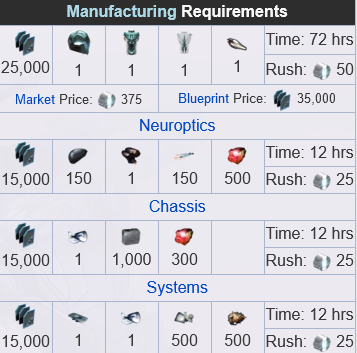 Manufacturing Requirements
25,000 1 1 1 1 Time: 72 hrs
Rush: 50
Market Price: 375 Blueprint Price: 35,000
Neuroptics
15,000 150 1 150 500 Time: 12 hrs
Rush: 25
Chassis
15,000 1 1,000 300 Time: 12 hrs
Rush: 25
Systems
15,000 1 1 500 500 Time: 12 hrs
Rush: 25